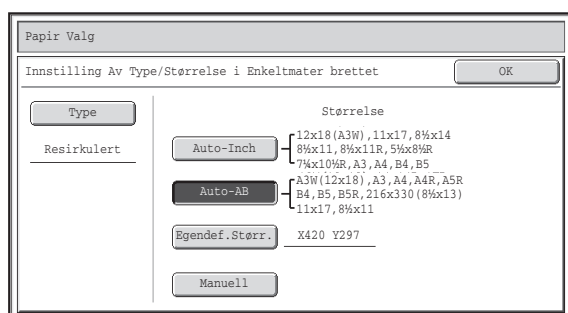 Papir Valg
Innstilling Av Type/Størrelse i Enkeltmater brettet
OK
Type
Resirkulert
Størrelse
Auto-Inch
12x18(A3W),11x17,8½x14
8½x11,8½x11R,5½x8½R
7¼x10½R,A3,A4,B4,B5
Auto-AB
A3W(12x18),A3,A4,A4R,A5R
B4,B5,B5R,216x330(8½x13)
11x17,8½x11
Egendef.Størr.
X420 Y297
Manuell